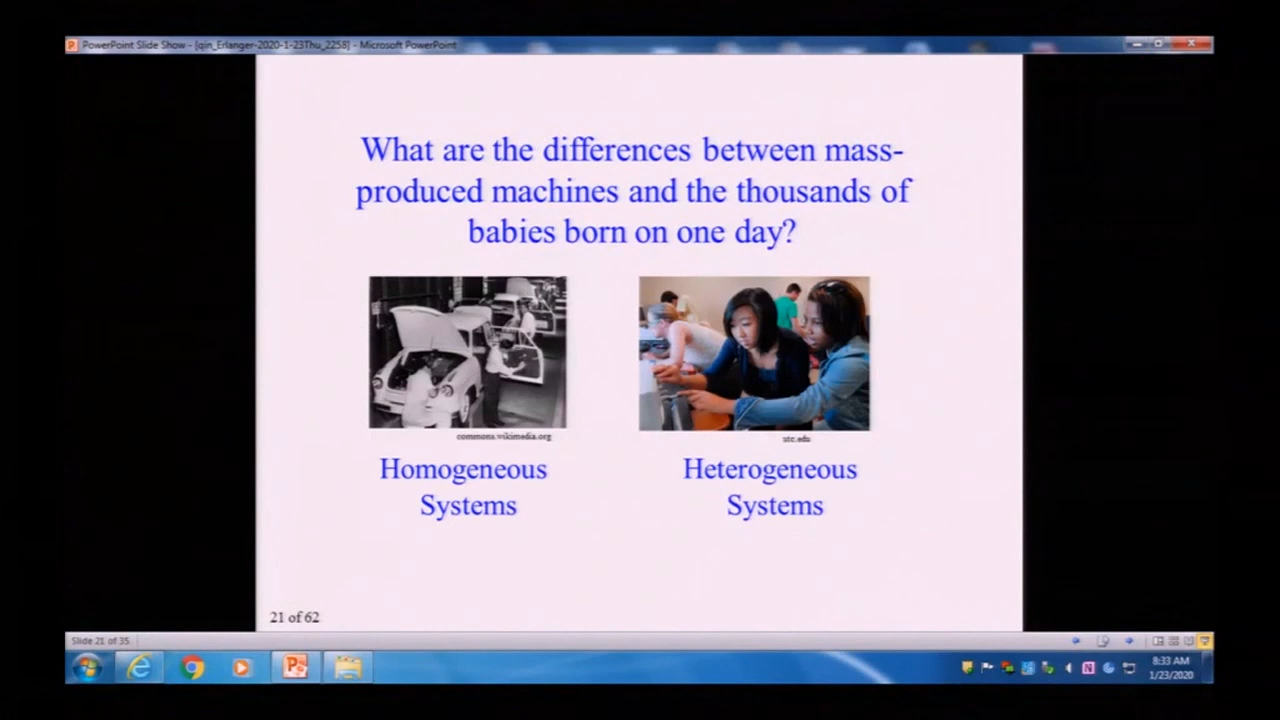 PowerPoint Slide Show - [qin_Erlanger-2020-1-23Thu_2258] - Microsoft PowerPoint
What are the differences between mass-
produced machines and the thousands of
babies born on one day?
commons.wikimedia.org
utc.edu
Homogeneous
Systems
Heterogeneous
Systems
21 of 62
Slide 21 of 35
8:33 AM
1/23/2020